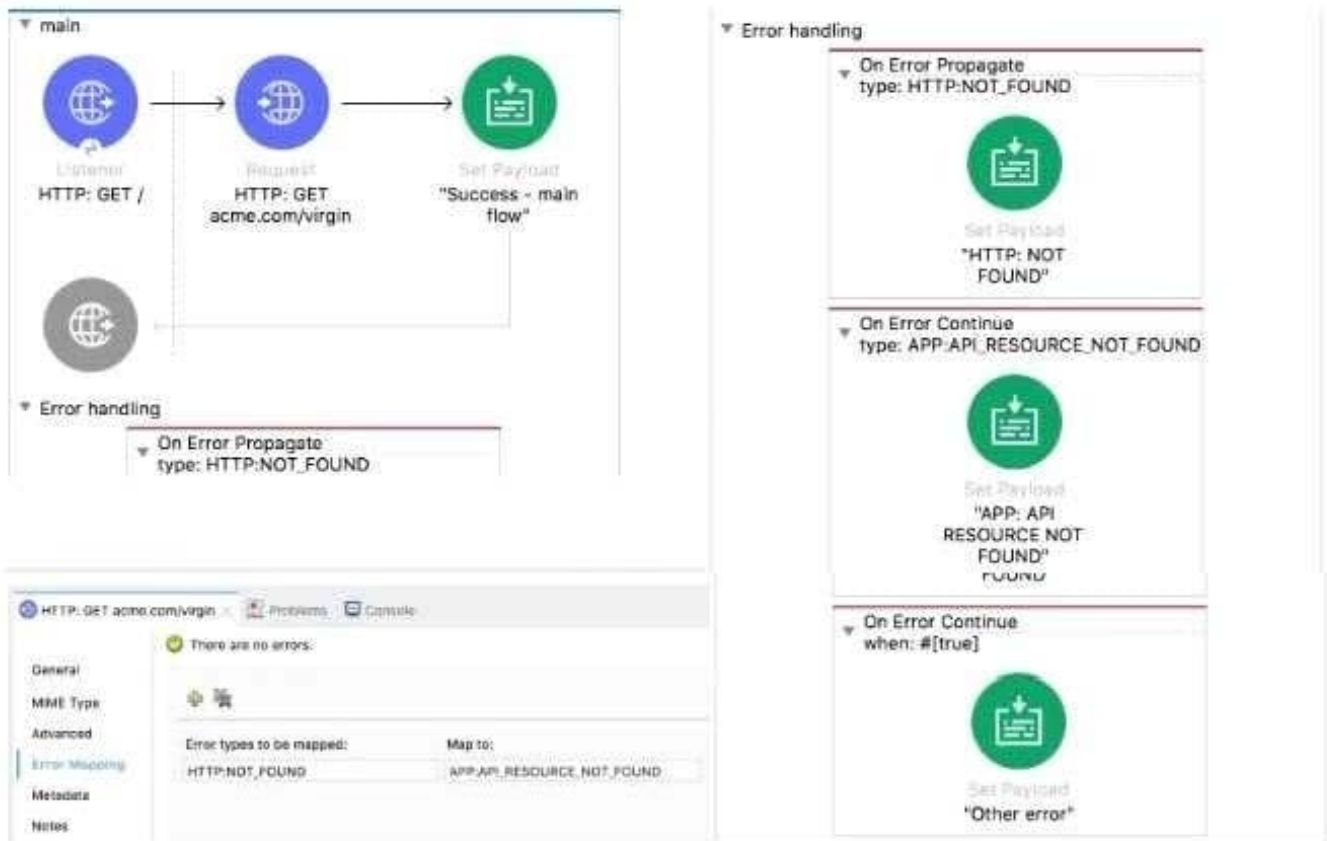 main
Listener
Request
Set Payload
HTTP: GET /
HTTP: GET
acme.com/virgin
"Success - main
flow"
Error handling
On Error Propagate
type: HTTP:NOT_FOUND
Error handling
On Error Propagate
type: HTTP:NOT_FOUND
Set Payload
"HTTP: NOT
FOUND"
On Error Continue
type: APP:API_RESOURCE_NOT_FOUND
Set Payload
"APP: API
RESOURCE NOT
FOUND"
FOUND
On Error Continue
when: #[true]
Set Payload
"Other error"
HTTP: GET acme.com/virgin
Problems
Console
There are no errors.
General
MIME Type
Advanced
Error Mapping
Metadata
Notes
Error types to be mapped:
Map to:
HTTP:NOT_FOUND
APP:API_RESOURCE_NOT_FOUND